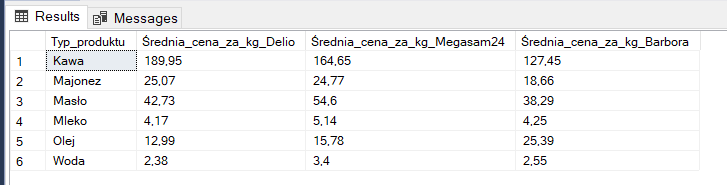 Results Messages
Typ_produktu Średnia_cena_za_kg_Delio Średnia_cena_za_kg_Megasam24 Średnia_cena_za_kg_Barbora
1 Kawa 189,95 164,65 127,45
2 Majonez 25,07 24,77 18,66
3 Masło 42,73 54,6 38,29
4 Mleko 4,17 5,14 4,25
5 Olej 12,99 15,78 25,39
6 Woda 2,38 3,4 2,55